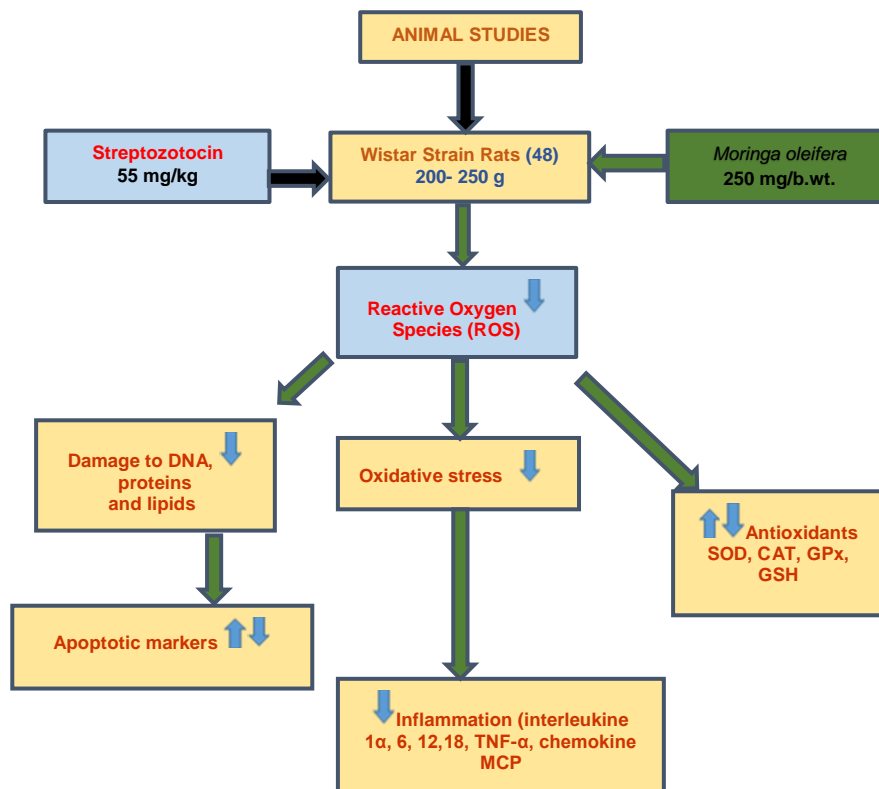 ANIMAL STUDIES
Streptozotocin
55 mg/kg
Wistar Strain Rats (48)
200- 250 g
Moringa oleifera
250 mg/b.wt.
Reactive Oxygen
Species (ROS)
Damage to DNA,
proteins
and lipids
Oxidative stress
Antioxidants
SOD, CAT, GPx,
GSH
Apoptotic markers
Inflammation (interleukine
1α, 6, 12,18, TNF-α, chemokine
MCP